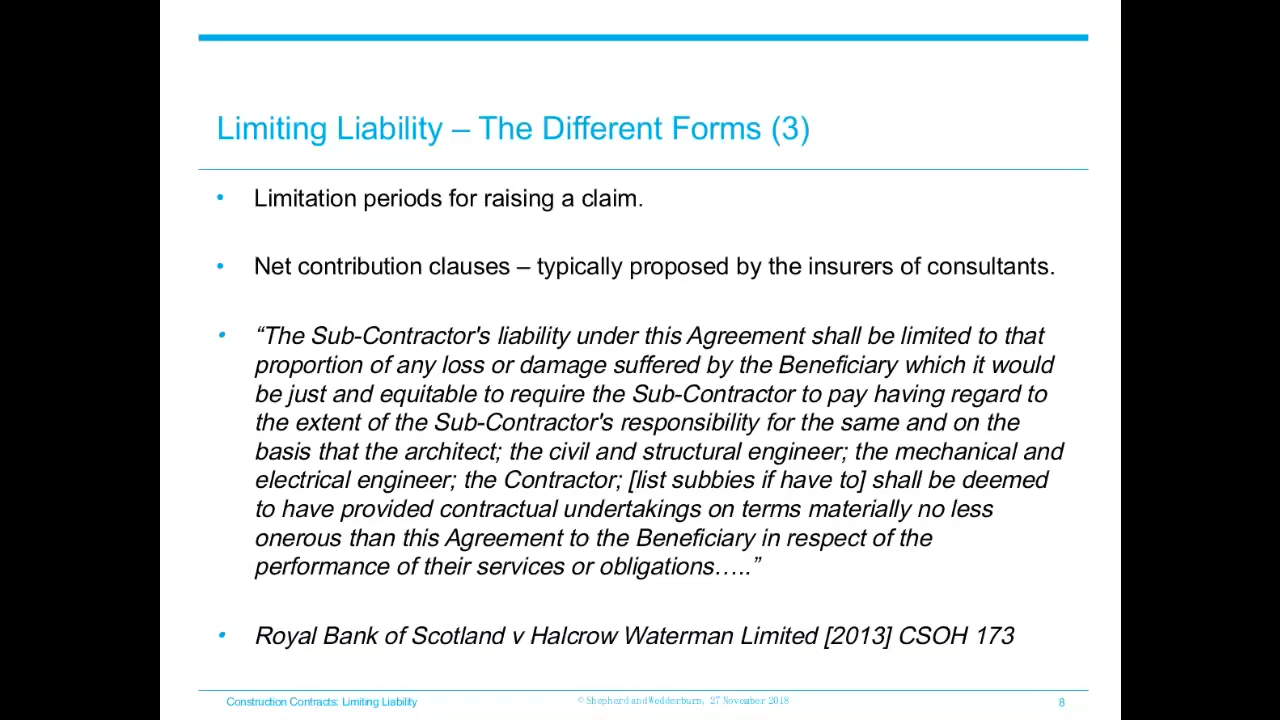 Limiting Liability – The Different Forms (3)
• Limitation periods for raising a claim.
• Net contribution clauses – typically proposed by the insurers of consultants.
• “The Sub-Contractor's liability under this Agreement shall be limited to that
proportion of any loss or damage suffered by the Beneficiary which it would
be just and equitable to require the Sub-Contractor to pay having regard to
the extent of the Sub-Contractor's responsibility for the same and on the
basis that the architect; the civil and structural engineer; the mechanical and
electrical engineer; the Contractor; [list subbies if have to] shall be deemed
to have provided contractual undertakings on terms materially no less
onerous than this Agreement to the Beneficiary in respect of the
performance of their services or obligations…..”
• Royal Bank of Scotland v Halcrow Waterman Limited [2013] CSOH 173
Construction Contracts: Limiting Liability
© Shepherd and Wedderburn, 27 November 2018
8